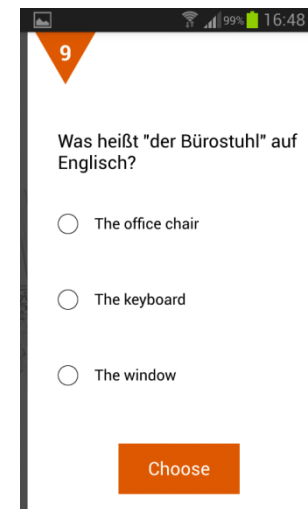 99% 16:48
9
Was heißt "der Bürostuhl" auf
Englisch?
The office chair
The keyboard
The window
Choose